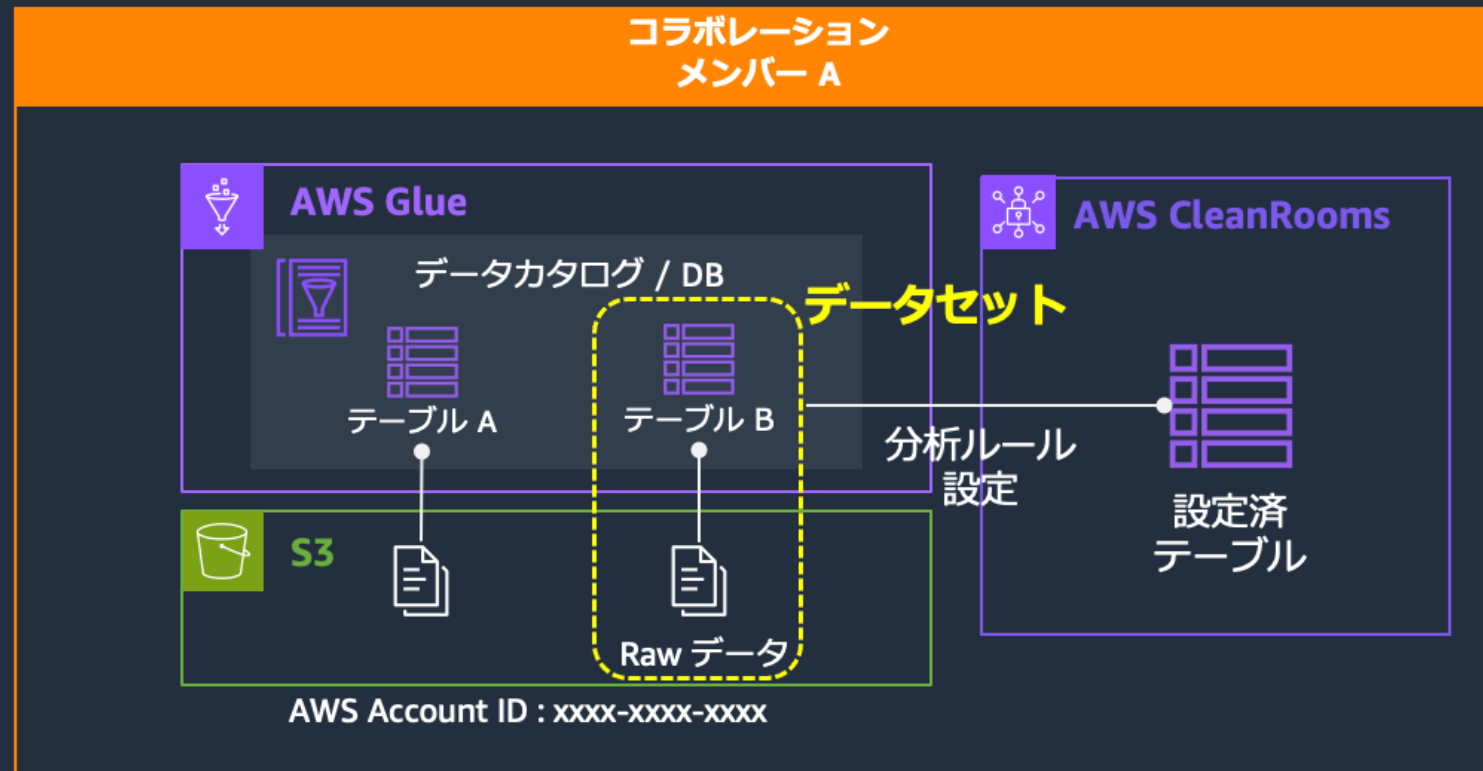 コラボレーション
メンバー A
AWS Glue
データカタログ / DB
テーブル A
テーブル B
データセット
AWS CleanRooms
分析ルール
設定
設定済
テーブル
S3
Raw データ
AWS Account ID : xxxx-xxxx-xxxx